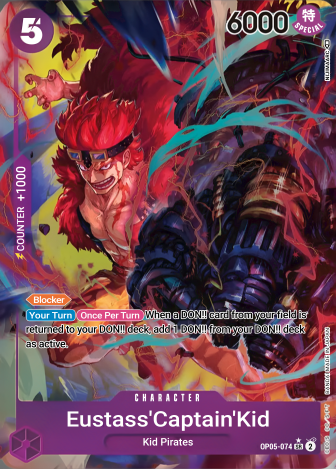 5
6000
特
SPECIAL
COUNTER +1000
Blocker
Your Turn Once Per Turn When a DON!! card from your field is
returned to your DON!! deck, add 1 DON!! from your DON!! deck
as active.
CHARACTER
Eustass'Captain'Kid
Kid Pirates
OP05-074 SR 2